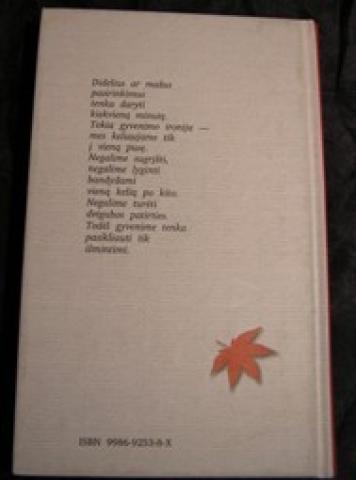 Didelius ar mažus
pasirinkimus
tenka daryti
kiekvieną minutę.
Tokia gyvenimo ironija —
mes keliaujame tik
į vieną pusę.
Negalime sugrįžti,
negalime lyginti
bandydami
vieną kelią po kito.
Negalime turėti
dvigubos patirties.
Todėl gyvenime tenka
pasikliauti tik
išmintimi.
ISBN 9986-9253-8-X